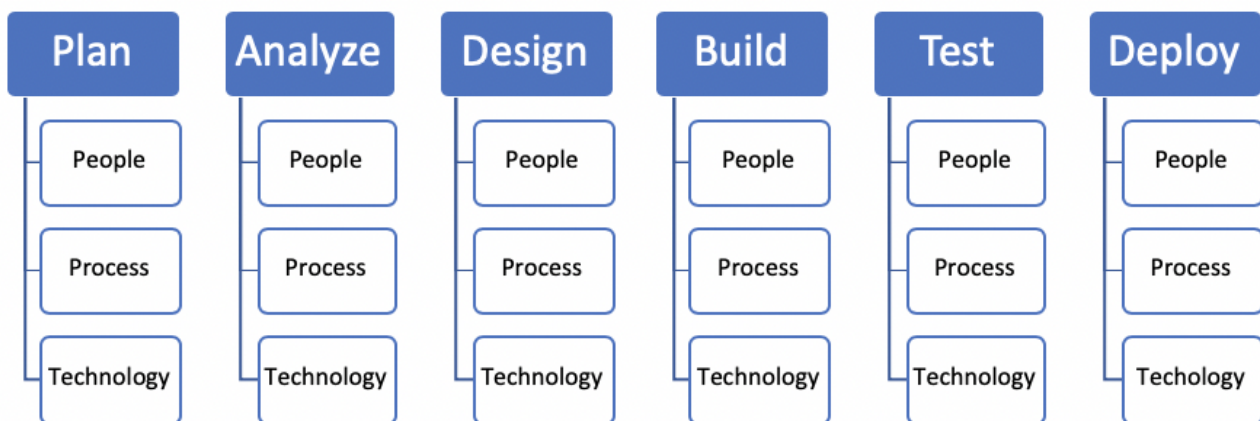 Plan
People
Process
Technology
Analyze
People
Process
Technology
Design
People
Process
Technology
Build
People
Process
Technology
Test
People
Process
Technology
Deploy
People
Process
Techology